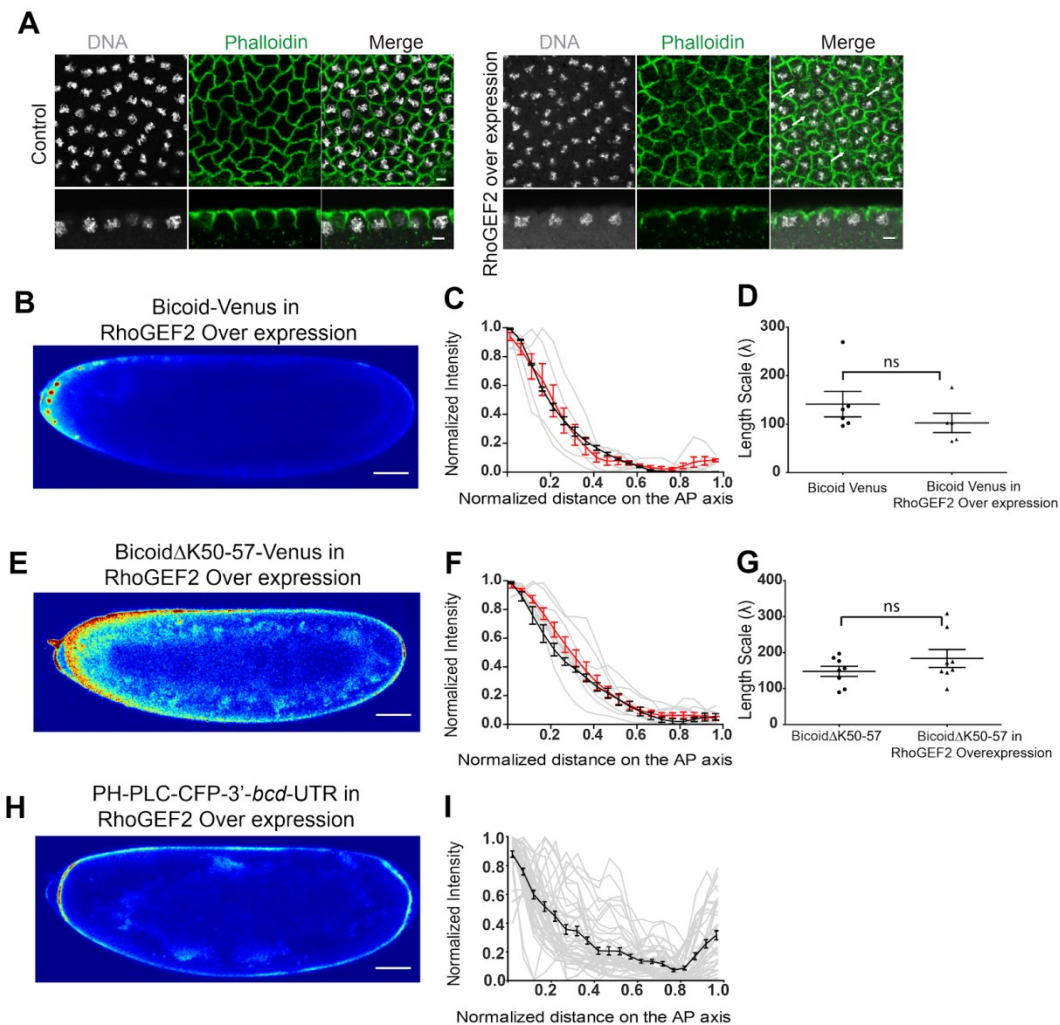 A
DNA Phalloidin Merge
Control
DNA Phalloidin Merge
RhoGEF2 over expression
B
Bicoid-Venus in
RhoGEF2 Over expression
C
1.0
0.8
0.6
0.4
0.2
0.0
Normalized Intensity
0.2 0.4 0.6 0.8 1.0
Normalized distance on the AP axis
D
300
200
100
0
Length Scale (λ)
ns
Bicoid Venus
Bicoid Venus in
RhoGEF2 Over expression
E
BicoidΔK50-57-Venus in
RhoGEF2 Over expression
F
1.0
0.8
0.6
0.4
0.2
0.0
Normalized Intensity
0.2 0.4 0.6 0.8 1.0
Normalized distance on the AP axis
G
400
300
200
100
0
Length Scale (λ)
ns
BicoidΔK50-57
BicoidΔK50-57 in
RhoGEF2 Overexpression
H
PH-PLC-CFP-3'-bcd-UTR in
RhoGEF2 Over expression
I
1.0
0.8
0.6
0.4
0.2
0.0
Normalized Intensity
0.2 0.4 0.6 0.8 1.0
Normalized distance on the AP axis